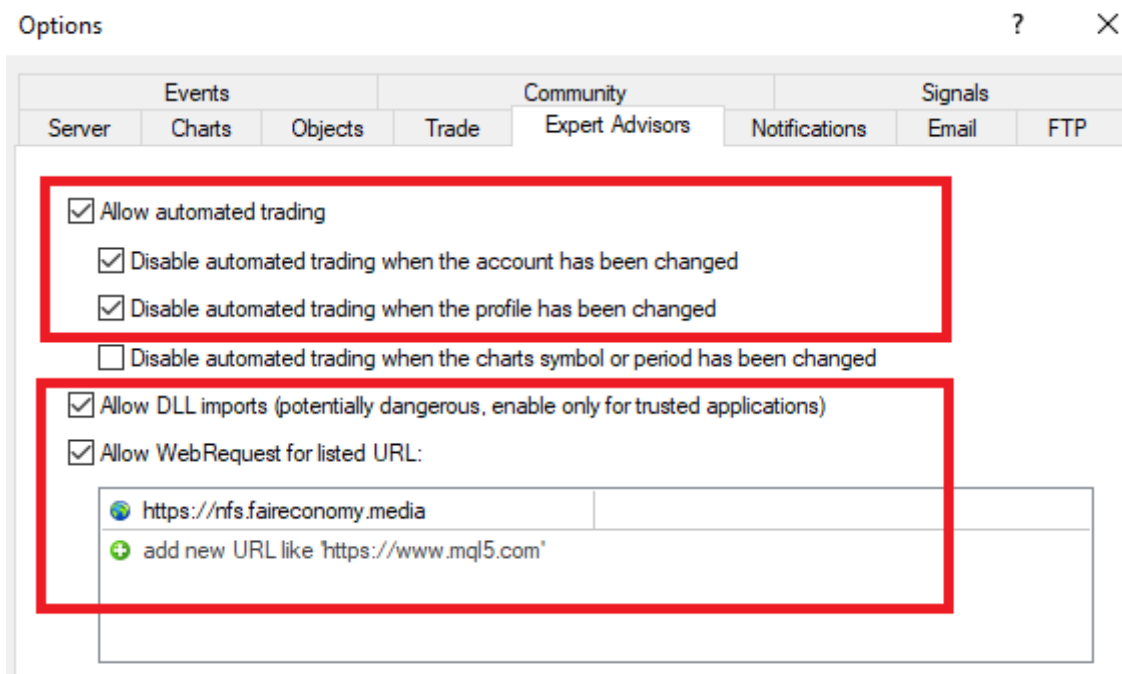 Options ?
Events Community Signals
Server Charts Objects Trade Expert Advisors Notifications Email FTP
Allow automated trading
Disable automated trading when the account has been changed
Disable automated trading when the profile has been changed
Disable automated trading when the charts symbol or period has been changed
Allow DLL imports (potentially dangerous, enable only for trusted applications)
Allow WebRequest for listed URL:
https://nfs.faireconomy.media
add new URL like 'https://www.mql5.com'